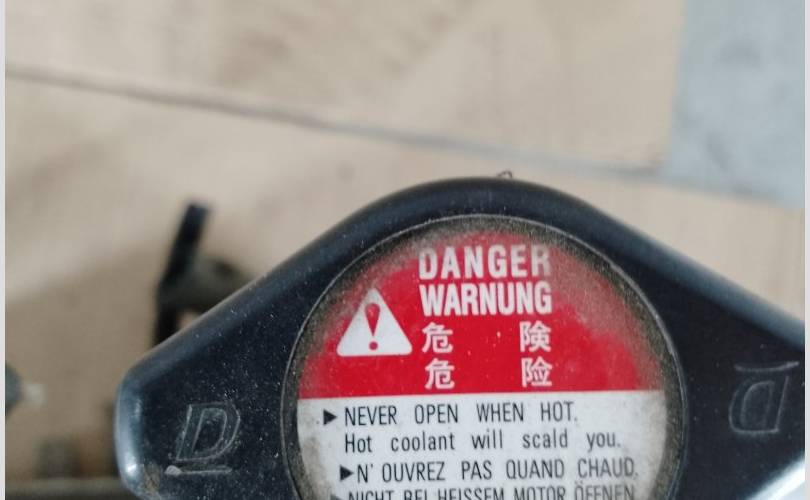 DANGER
WARNUNG
危 険
危 险
▶NEVER OPEN WHEN HOT.
Hot coolant will scald you.
▶N' OUVREZ PAS QUAND CHAUD.
▶NICHT BEI HEISSEM MOTOR ÖFFNEN
D D